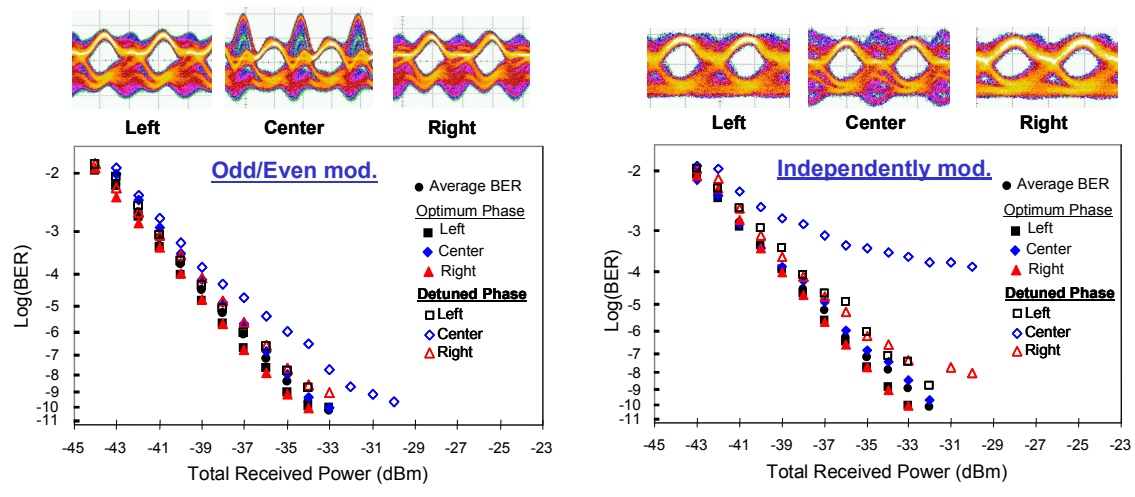 Left
Center
Right
Odd/Even mod.
Average BER
Optimum Phase
Left
Center
Right
Detuned Phase
Left
Center
Right
Log(BER)
-2
-3
-4
-5
-6
-7
-8
-9
-10
-11
-45
-43
-41
-39
-37
-35
-33
-31
-29
-27
-25
-23
Total Received Power (dBm)
Left
Center
Right
Independently mod.
Average BER
Optimum Phase
Left
Center
Right
Detuned Phase
Left
Center
Right
Log(BER)
-2
-3
-4
-5
-6
-7
-8
-9
-10
-11
-45
-43
-41
-39
-37
-35
-33
-31
-29
-27
-25
-23
Total Received Power (dBm)